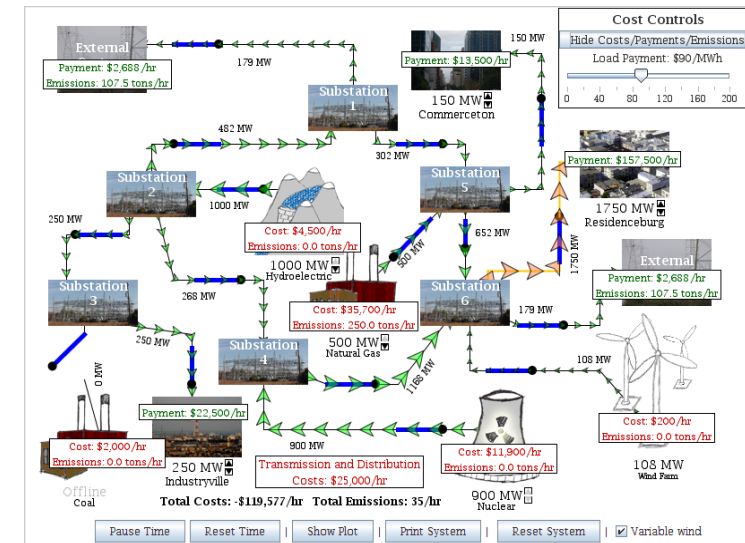 Cost Controls
Hide Costs/Payments/Emissions
Load Payment: $90/MWh
0 40 80 120 160 200
External
Payment: $2,688/hr
Emissions: 107.5 tons/hr
179 MW
Substation
1
Payment: $13,500/hr
150 MW
Commerceton
150 MW
482 MW
302 MW
Substation
2
1000 MW
Cost: $4,500/hr
Emissions: 0.0 tons/hr
1000 MW
Hydroelectric
Substation
5
Payment: $157,500/hr
1750 MW
Residenceburg
1750 MW
250 MW
500 MW
652 MW
External
Payment: $2,688/hr
Emissions: 107.5 tons/hr
Substation
3
268 MW
Cost: $35,700/hr
Emissions: 250.0 tons/hr
500 MW
Natural Gas
Substation
6
179 MW
250 MW
Substation
4
1168 MW
108 MW
0 MW
Payment: $22,500/hr
250 MW
Industryville
Cost: $2,000/hr
Emissions: 0.0 tons/hr
Offline
Coal
900 MW
Transmission and Distribution
Costs: $25,000/hr
Cost: $11,900/hr
Emissions: 0.0 tons/hr
900 MW
Nuclear
Cost: $200/hr
Emissions: 0.0 tons/hr
108 MW
Wind Farm
Total Costs: -$119,577/hr Total Emissions: 35/hr
Pause Time | Reset Time | Show Plot | Print System | Reset System | Variable wind